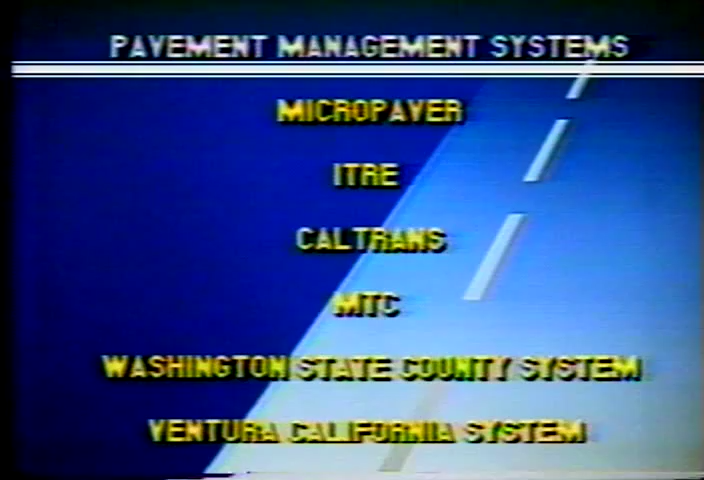 PAVEMENT MANAGEMENT SYSTEMS
MICROPAVER
ITRE
CALTRANS
MTC
WASHINGTON STATE COUNTY SYSTEM
VENTURA CALIFORNIA SYSTEM